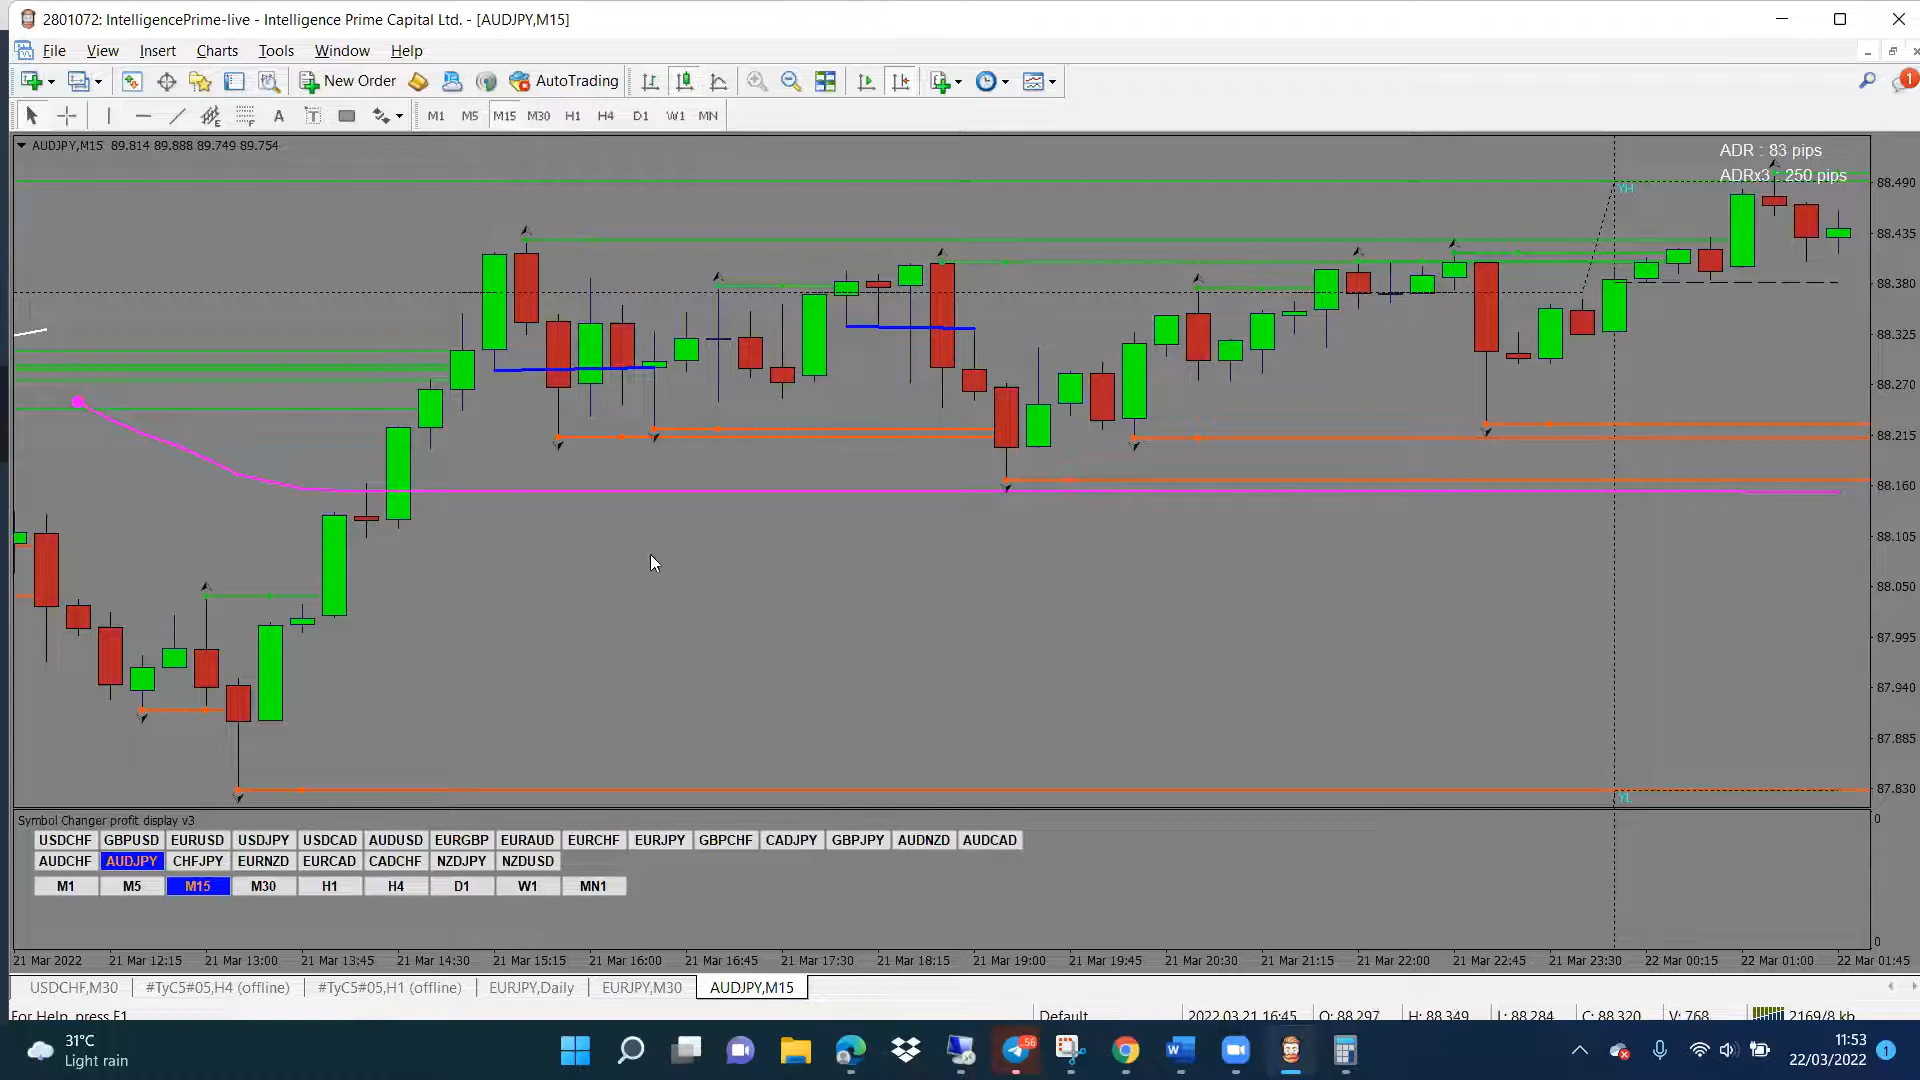 2801072: IntelligencePrime-live - Intelligence Prime Capital Ltd. - [AUDJPY,M15]
File View Insert Charts Tools Window Help
New Order AutoTrading 1
A T M1 M5 M15 M30 H1 H4 D1 W1 MN
AUDJPY,M15 89.814 89.888 89.749 89.754
ADR : 83 pips
ADRx3 : 250 pips
YH
88.490
88.435
88.380
88.325
88.270
88.215
88.160
88.105
88.050
87.995
87.940
87.885
87.830
YL
Symbol Changer profit display v3
0
USDCHF GBPUSD EURUSD USDJPY USDCAD AUDUSD EURGBP EURAUD EURCHF EURJPY GBPCHF CADJPY GBPJPY AUDNZD AUDCAD
AUDCHF AUDJPY CHFJPY EURNZD EURCAD CADCHF NZDJPY NZDUSD
M1 M5 M15 M30 H1 H4 D1 W1 MN1
0
21 Mar 2022 21 Mar 12:15 21 Mar 13:00 21 Mar 13:45 21 Mar 14:30 21 Mar 15:15 21 Mar 16:00 21 Mar 16:45 21 Mar 17:30 21 Mar 18:15 21 Mar 19:00 21 Mar 19:45 21 Mar 20:30 21 Mar 21:15 21 Mar 22:00 21 Mar 22:45 21 Mar 23:30 22 Mar 00:15 22 Mar 01:00 22 Mar 01:45
USDCHF,M30 #TyC5#05,H4 (offline) #TyC5#05,H1 (offline) EURJPY,Daily EURJPY,M30 AUDJPY,M15
For Help, press F1 Default 2022.03.21 16:45 O: 88.297 H: 88.349 L: 88.284 C: 88.320 V: 768 2169/8 kb
31°C
Light rain
56
11:53
22/03/2022
1